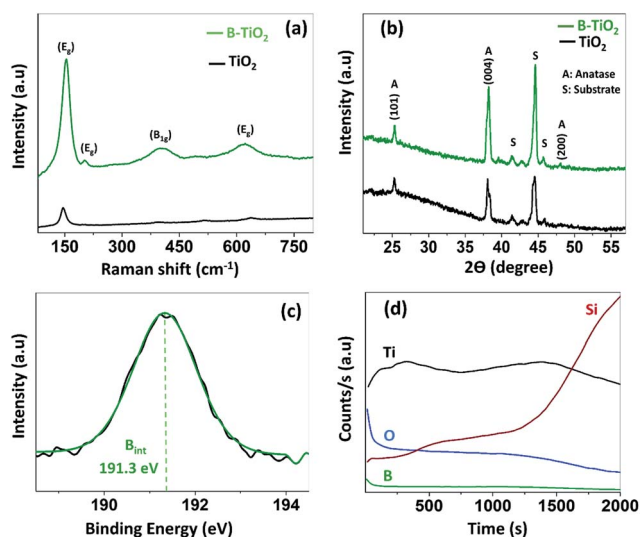 (a)
B-TiO₂
TiO₂
(Eg)
(Eg)
(B1g)
(Eg)
Intensity (a.u)
150 300 450 600 750
Raman shift (cm⁻¹)
(b)
B-TiO₂
TiO₂
A: Anatase
S: Substrate
A
(101)
A
(004)
S
S
S
A
(200)
Intensity (a.u)
25 30 35 40 45 50 55
2Ɵ (degree)
(c)
Bint
191.3 eV
Intensity (a.u)
190 192 194
Binding Energy (eV)
(d)
Si
Ti
O
B
Counts/s (a.u)
500 1000 1500 2000
Time (s)